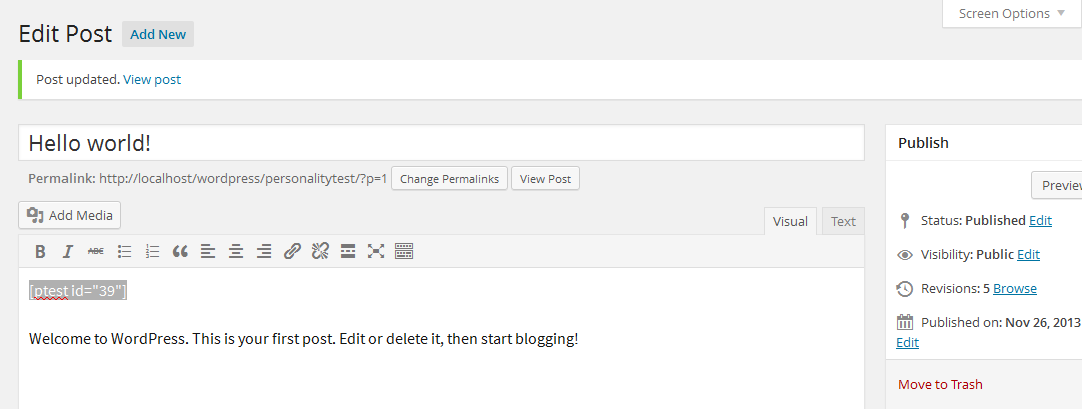 Screen Options
Edit Post Add New
Post updated. View post
Hello world!
Permalink: http://localhost/wordpress/personalitytest/?p=1 Change Permalinks View Post
Add Media
Visual Text
B I ABC
[ptest id="39"]
Welcome to WordPress. This is your first post. Edit or delete it, then start blogging!
Publish
Preview
Status: Published Edit
Visibility: Public Edit
Revisions: 5 Browse
Published on: Nov 26, 2013
Edit
Move to Trash